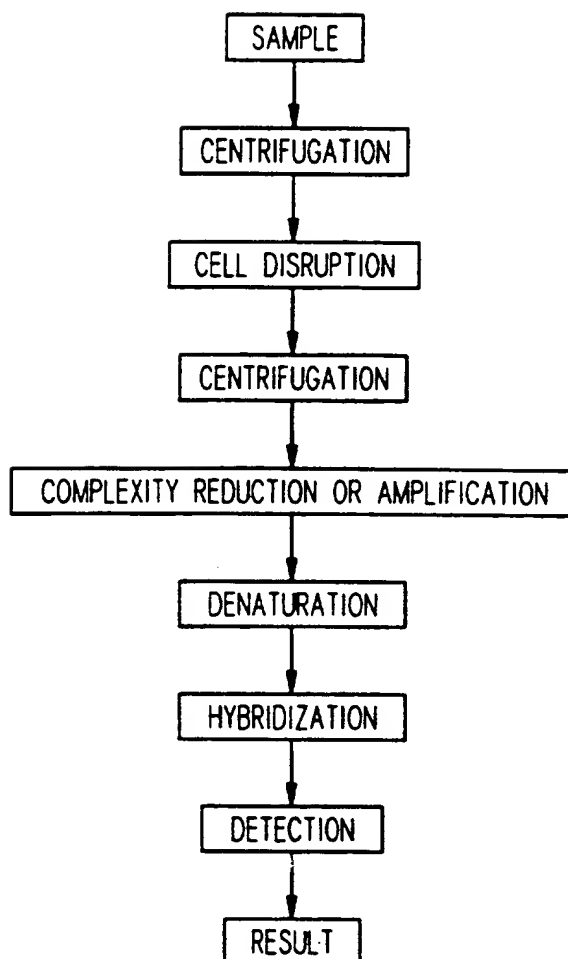 SAMPLE
CENTRIFUGATION
CELL DISRUPTION
CENTRIFUGATION
COMPLEXITY REDUCTION OR AMPLIFICATION
DENATURATION
HYBRIDIZATION
DETECTION
RESULT